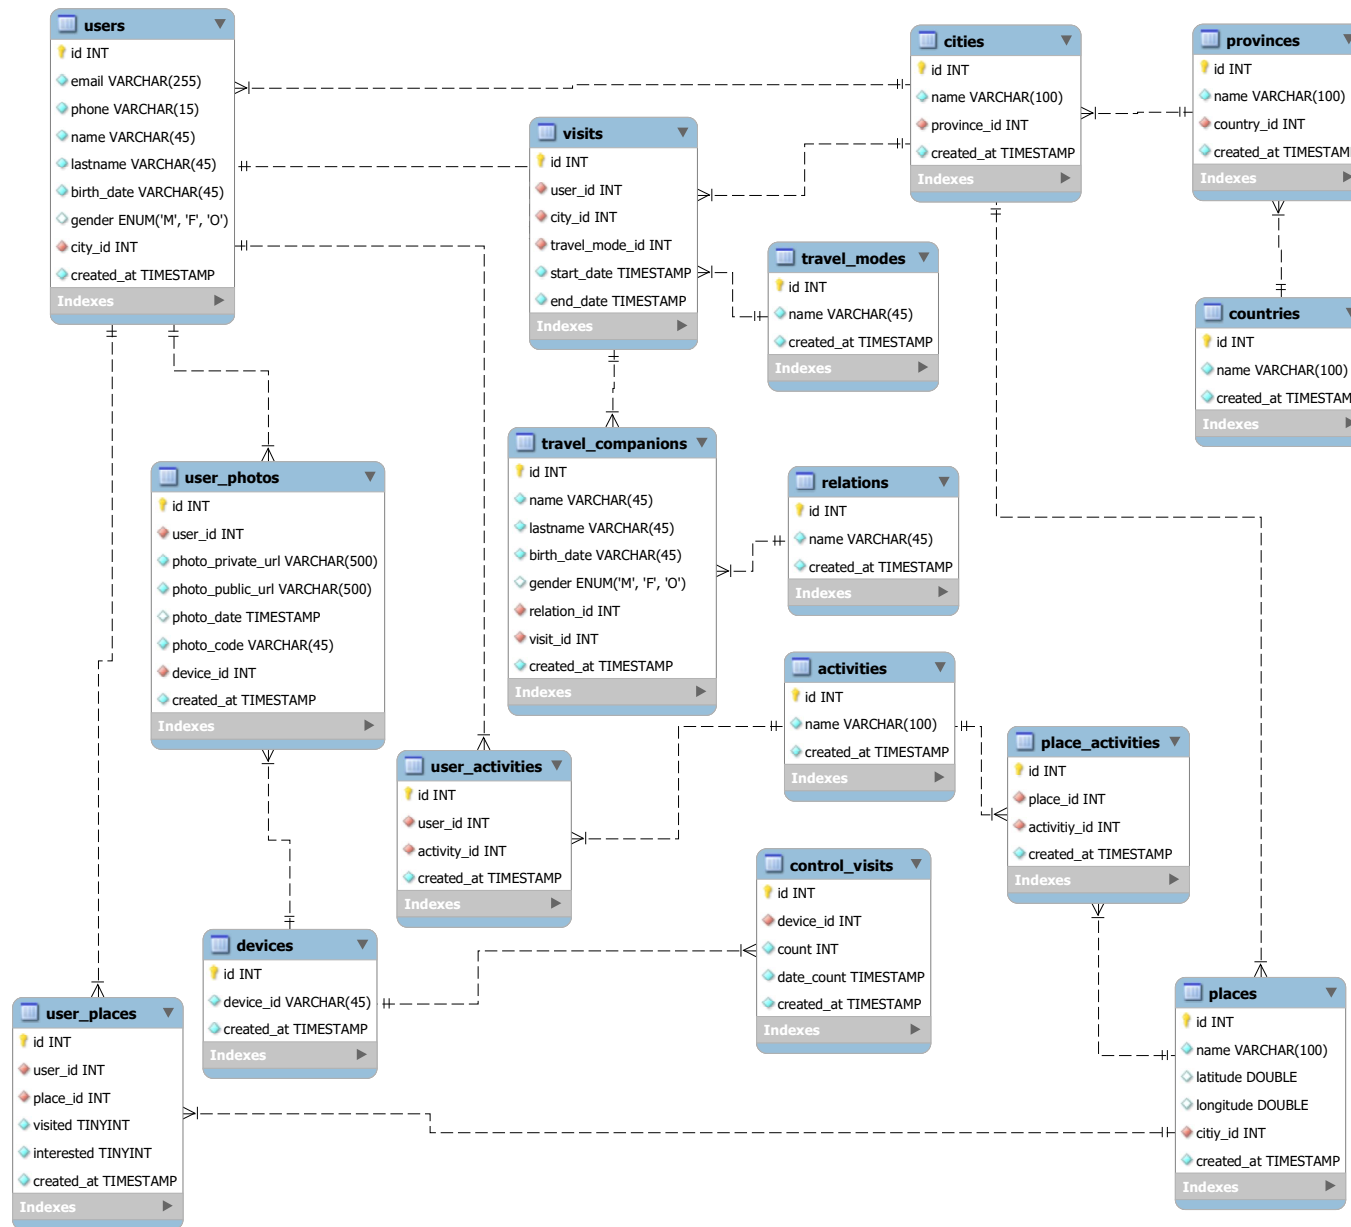 users
id INT
email VARCHAR(255)
phone VARCHAR(15)
name VARCHAR(45)
lastname VARCHAR(45)
birth_date VARCHAR(45)
gender ENUM('M', 'F', 'O')
city_id INT
created_at TIMESTAMP
Indexes
visits
id INT
user_id INT
city_id INT
travel_mode_id INT
start_date TIMESTAMP
end_date TIMESTAMP
Indexes
cities
id INT
name VARCHAR(100)
province_id INT
created_at TIMESTAMP
Indexes
provinces
id INT
name VARCHAR(100)
country_id INT
created_at TIMESTAM
Indexes
travel_modes
id INT
name VARCHAR(45)
created_at TIMESTAMP
Indexes
countries
id INT
name VARCHAR(100)
created_at TIMESTAM
Indexes
user_photos
id INT
user_id INT
photo_private_url VARCHAR(500)
photo_public_url VARCHAR(500)
photo_date TIMESTAMP
photo_code VARCHAR(45)
device_id INT
created_at TIMESTAMP
Indexes
travel_companions
id INT
name VARCHAR(45)
lastname VARCHAR(45)
birth_date VARCHAR(45)
gender ENUM('M', 'F', 'O')
relation_id INT
visit_id INT
created_at TIMESTAMP
Indexes
relations
id INT
name VARCHAR(45)
created_at TIMESTAMP
Indexes
activities
id INT
name VARCHAR(100)
created_at TIMESTAMP
Indexes
place_activities
id INT
place_id INT
activitiy_id INT
created_at TIMESTAMP
Indexes
user_activities
id INT
user_id INT
activity_id INT
created_at TIMESTAMP
Indexes
control_visits
id INT
device_id INT
count INT
date_count TIMESTAMP
created_at TIMESTAMP
Indexes
devices
id INT
device_id VARCHAR(45)
created_at TIMESTAMP
Indexes
user_places
id INT
user_id INT
place_id INT
visited TINYINT
interested TINYINT
created_at TIMESTAMP
Indexes
places
id INT
name VARCHAR(100)
latitude DOUBLE
longitude DOUBLE
citiy_id INT
created_at TIMESTAMP
Indexes